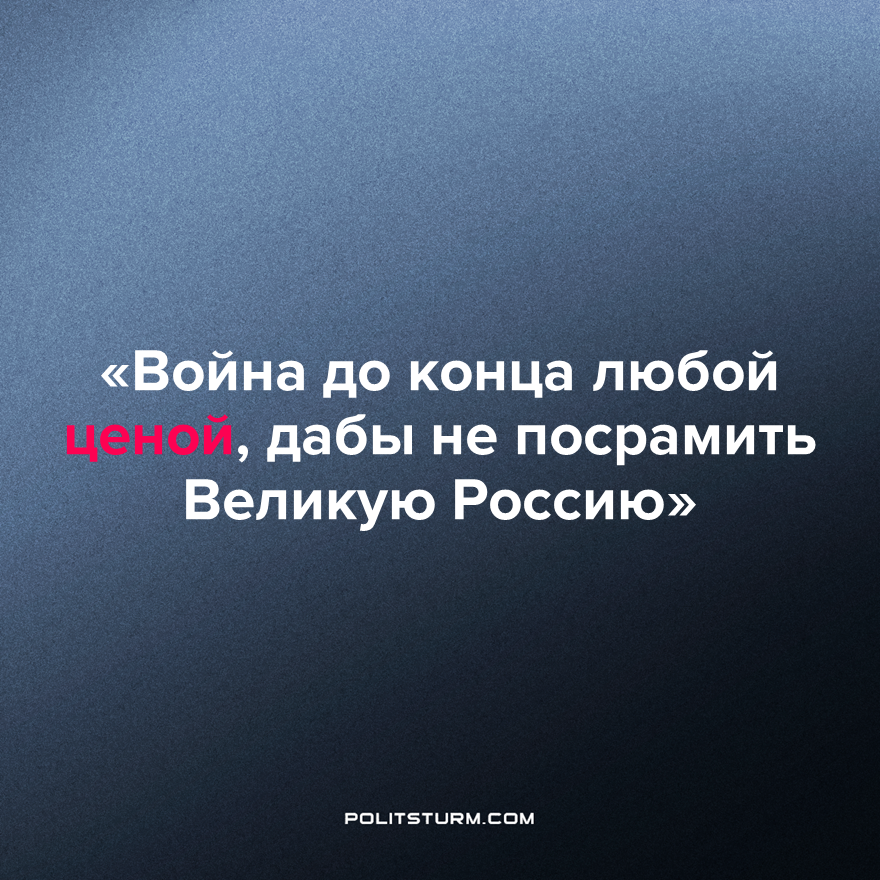 «Война до конца любой
ценой, дабы не посрамить
Великую Россию»
POLITSTURM.COM